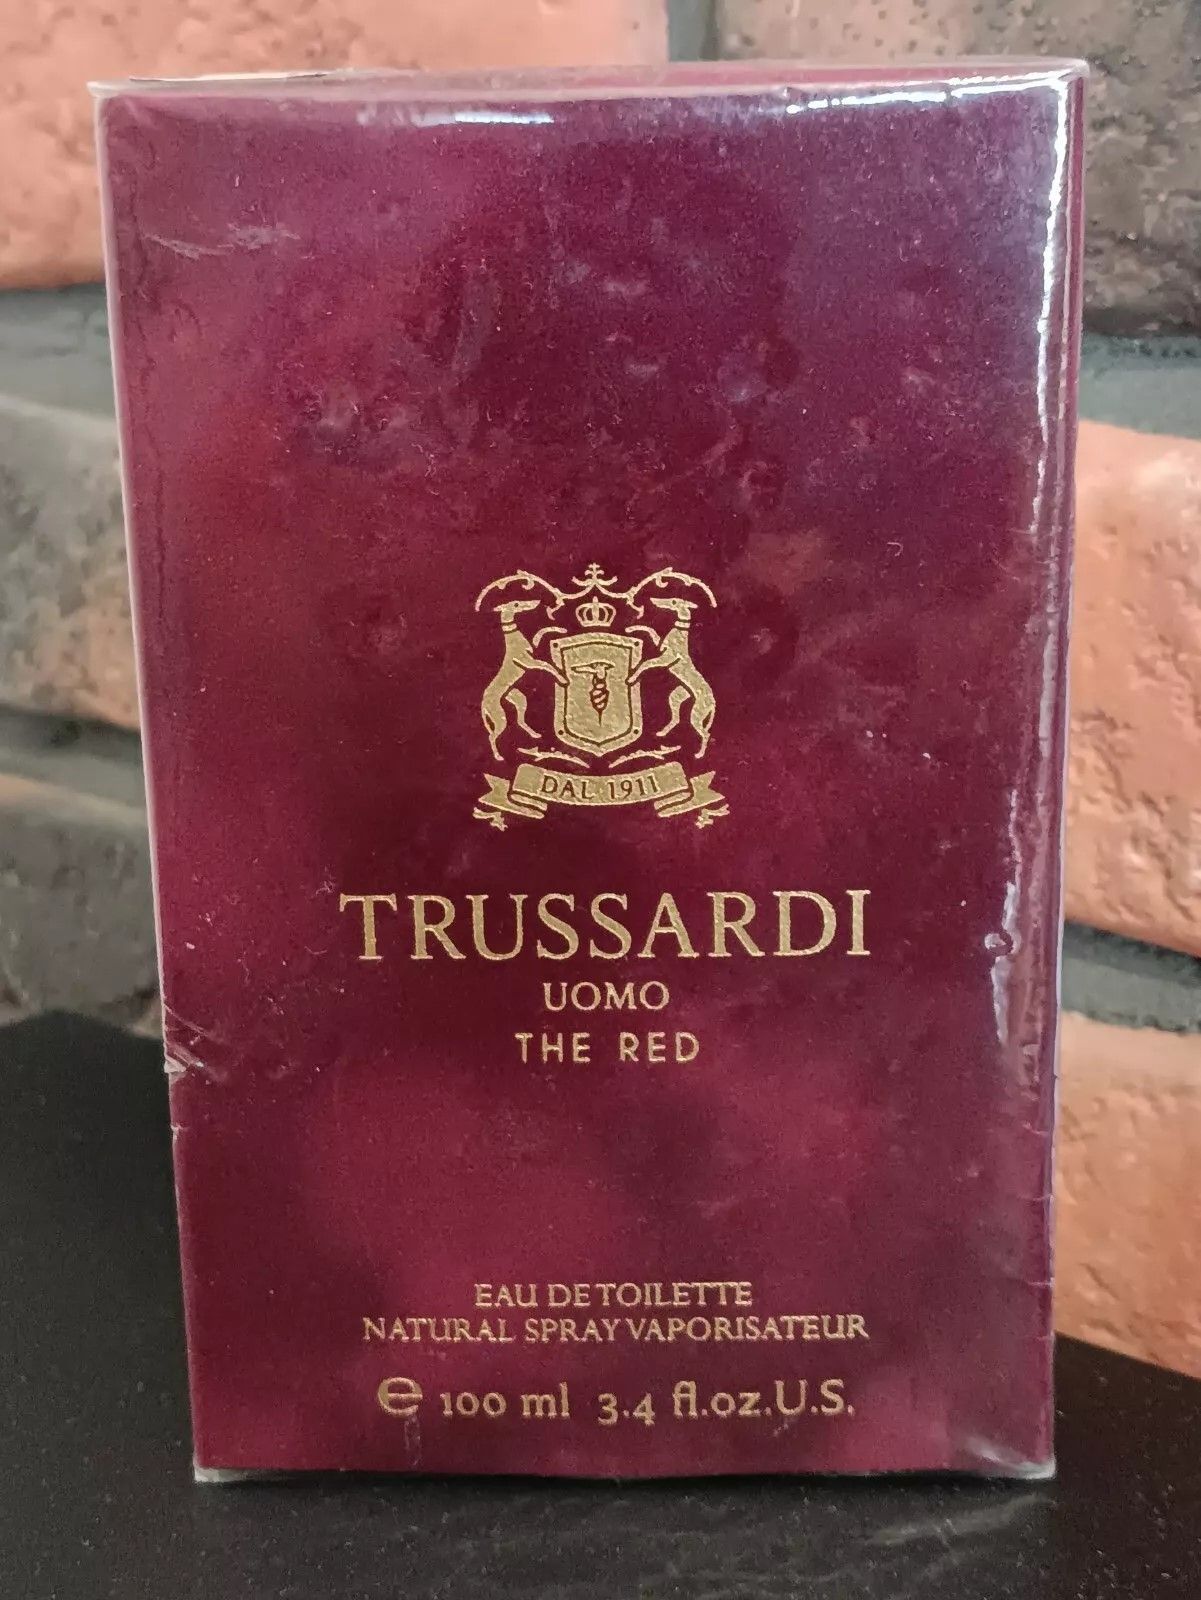 DAL 1911
TRUSSARDI
UOMO
THE RED
EAU DE TOILETTE
NATURAL SPRAY VAPORISATEUR
℮ 100 ml 3.4 fl.oz.U.S.